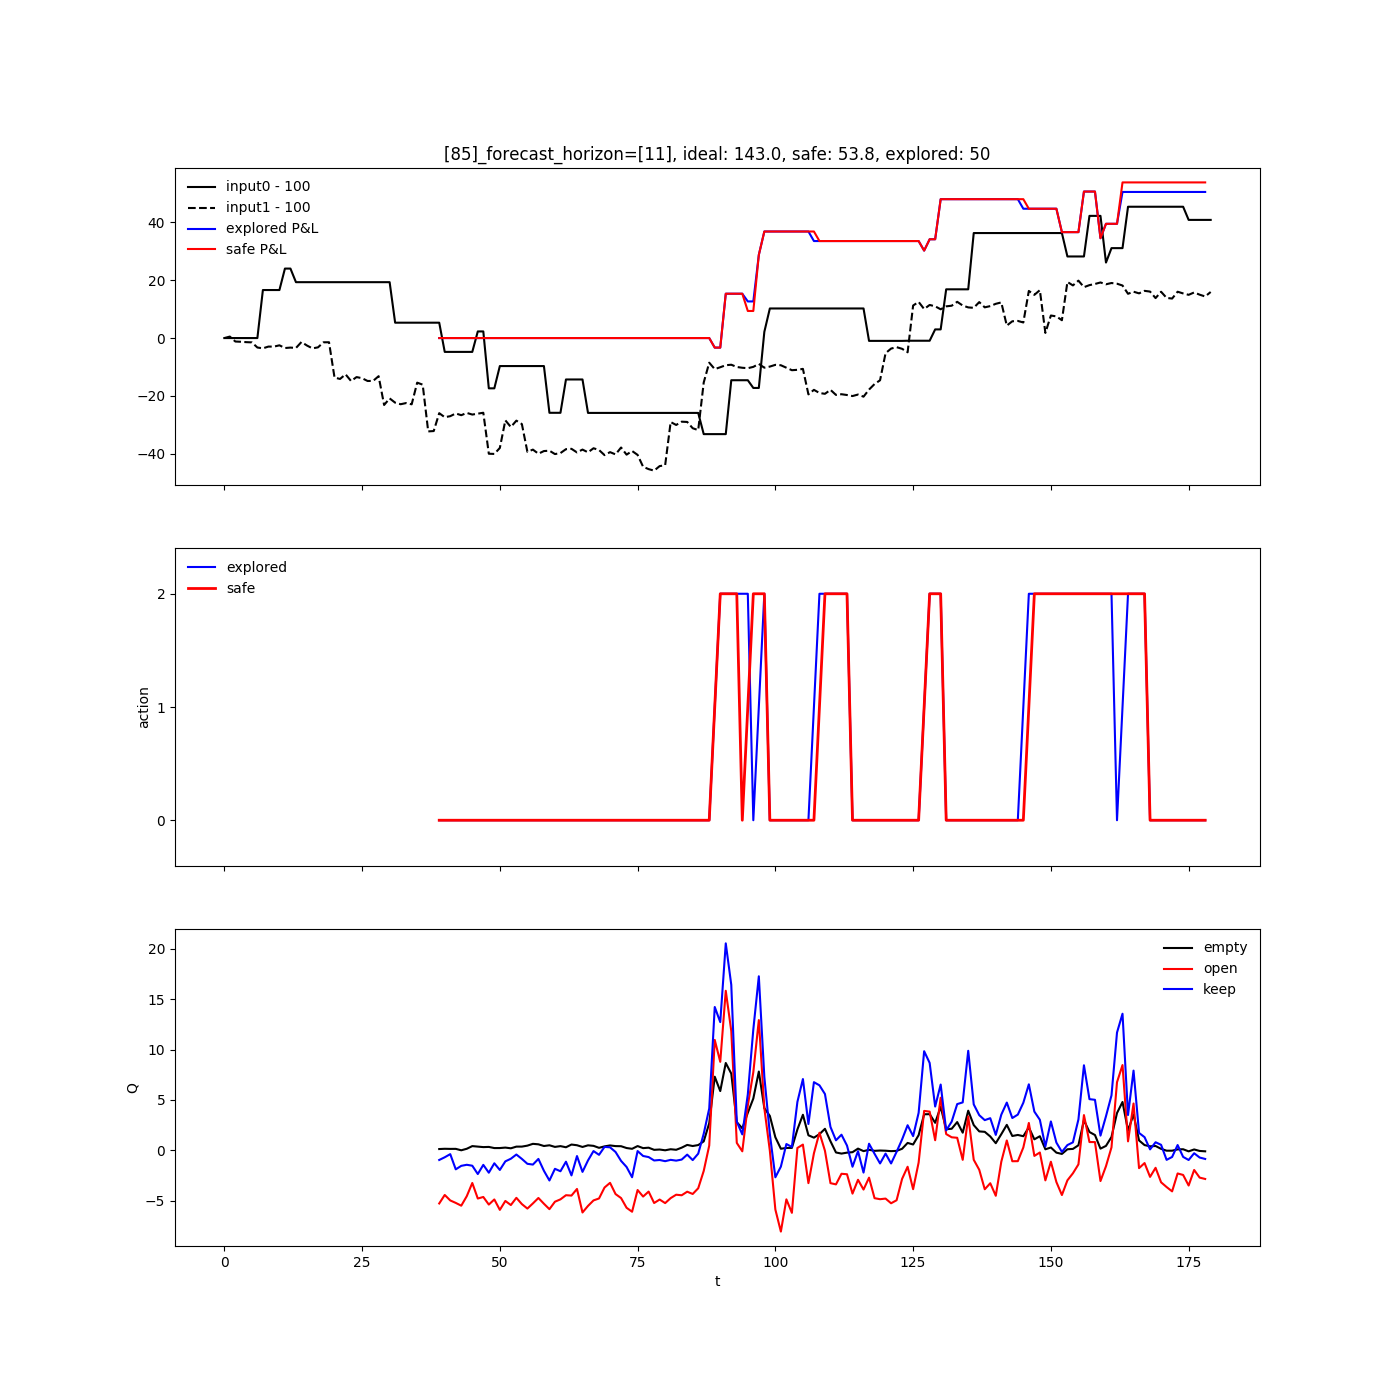 [85]_forecast_horizon=[11], ideal: 143.0, safe: 53.8, explored: 50
input0 - 100
input1 - 100
explored P&L
safe P&L
40
20
0
−20
−40
explored
safe
2
1
0
action
empty
open
keep
20
15
10
5
0
−5
Q
0 25 50 75 100 125 150 175
t